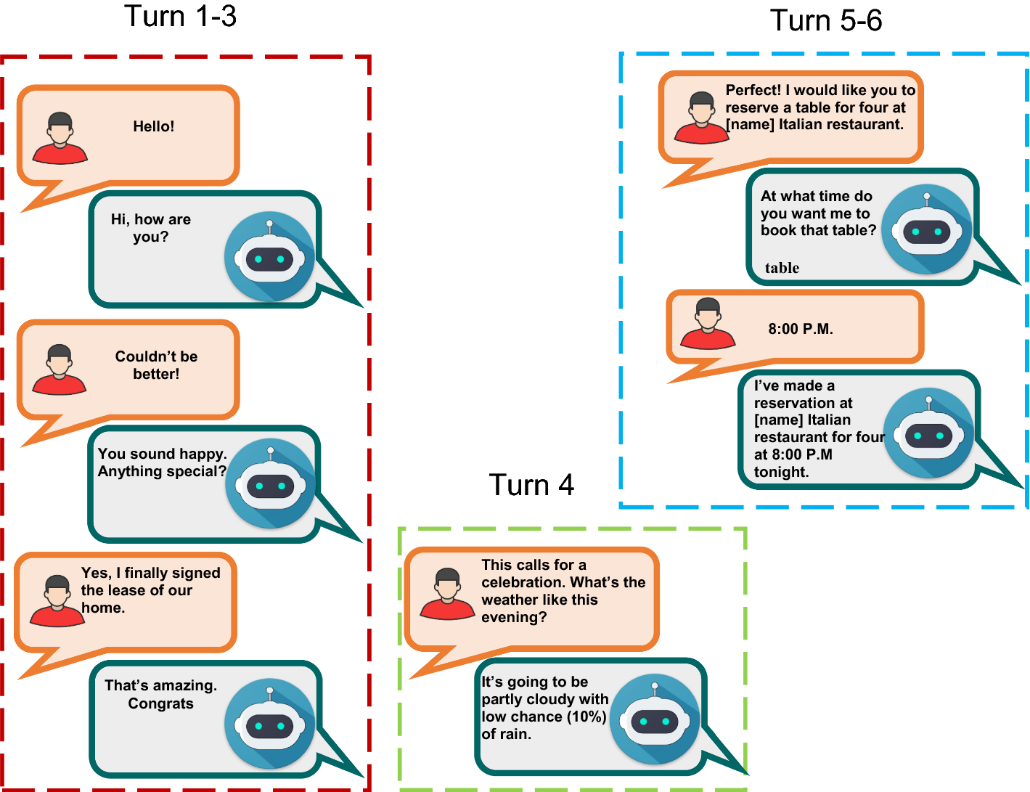 Turn 1-3
Hello!
Hi, how are
you?
Couldn't be
better!
You sound happy.
Anything special?
Yes, I finally signed
the lease of our
home.
That's amazing.
Congrats
Turn 4
This calls for a
celebration. What's the
weather like this
evening?
It's going to be
partly cloudy with
low chance (10%)
of rain.
Turn 5-6
Perfect! I would like you to
reserve a table for four at
[name] Italian restaurant.
At what time do
you want me to
book that table?
table
8:00 P.M.
I've made a
reservation at
[name] Italian
restaurant for four
at 8:00 P.M
tonight.